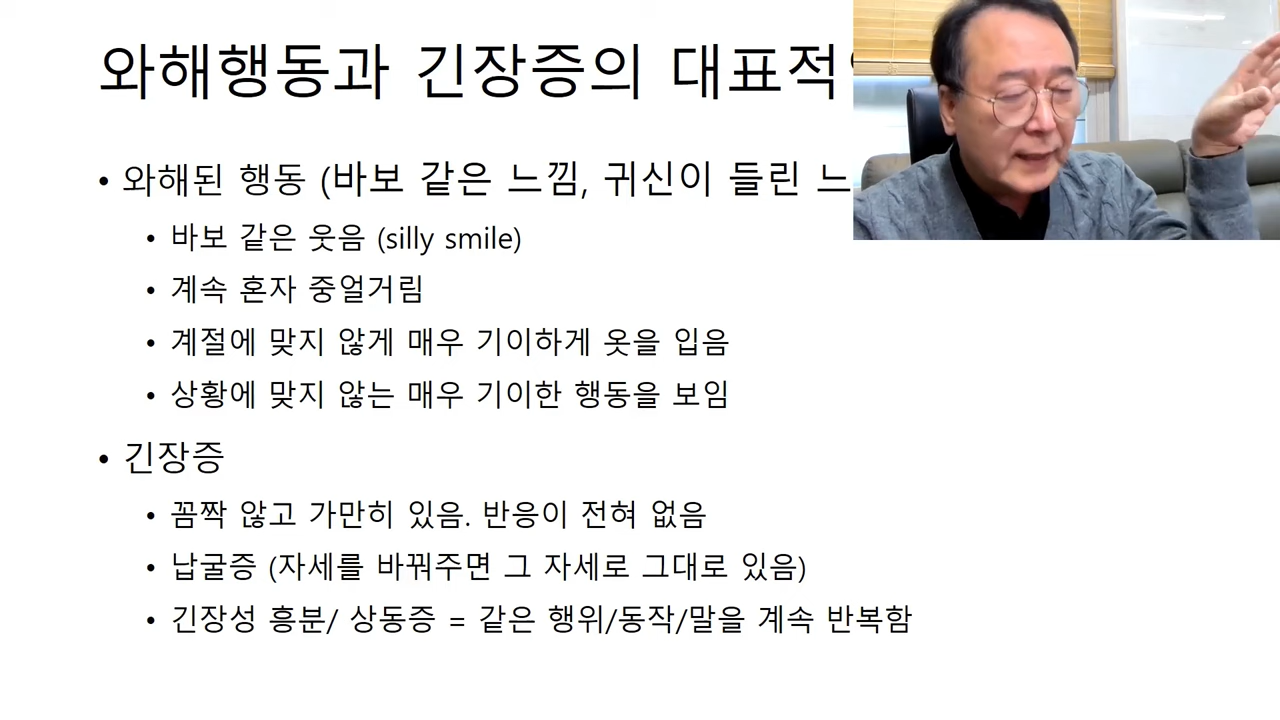 와해행동과 긴장증의 대표적
• 와해된 행동 (바보 같은 느낌, 귀신이 들린 느
• 바보 같은 웃음 (silly smile)
• 계속 혼자 중얼거림
• 계절에 맞지 않게 매우 기이하게 옷을 입음
• 상황에 맞지 않는 매우 기이한 행동을 보임
• 긴장증
• 꼼짝 않고 가만히 있음. 반응이 전혀 없음
• 납굴증 (자세를 바꿔주면 그 자세로 그대로 있음)
• 긴장성 흥분/ 상동증 = 같은 행위/동작/말을 계속 반복함